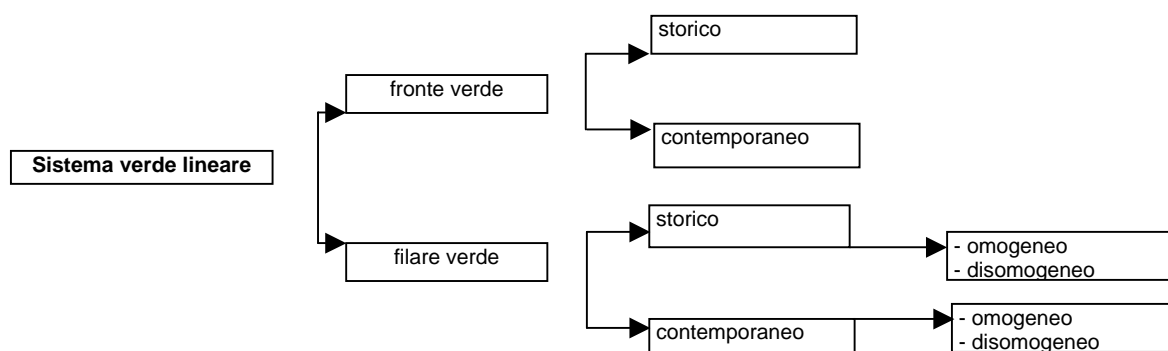 storico
fronte verde
contemporaneo
Sistema verde lineare
storico
filare verde
- omogeneo
- disomogeneo
contemporaneo
- omogeneo
- disomogeneo